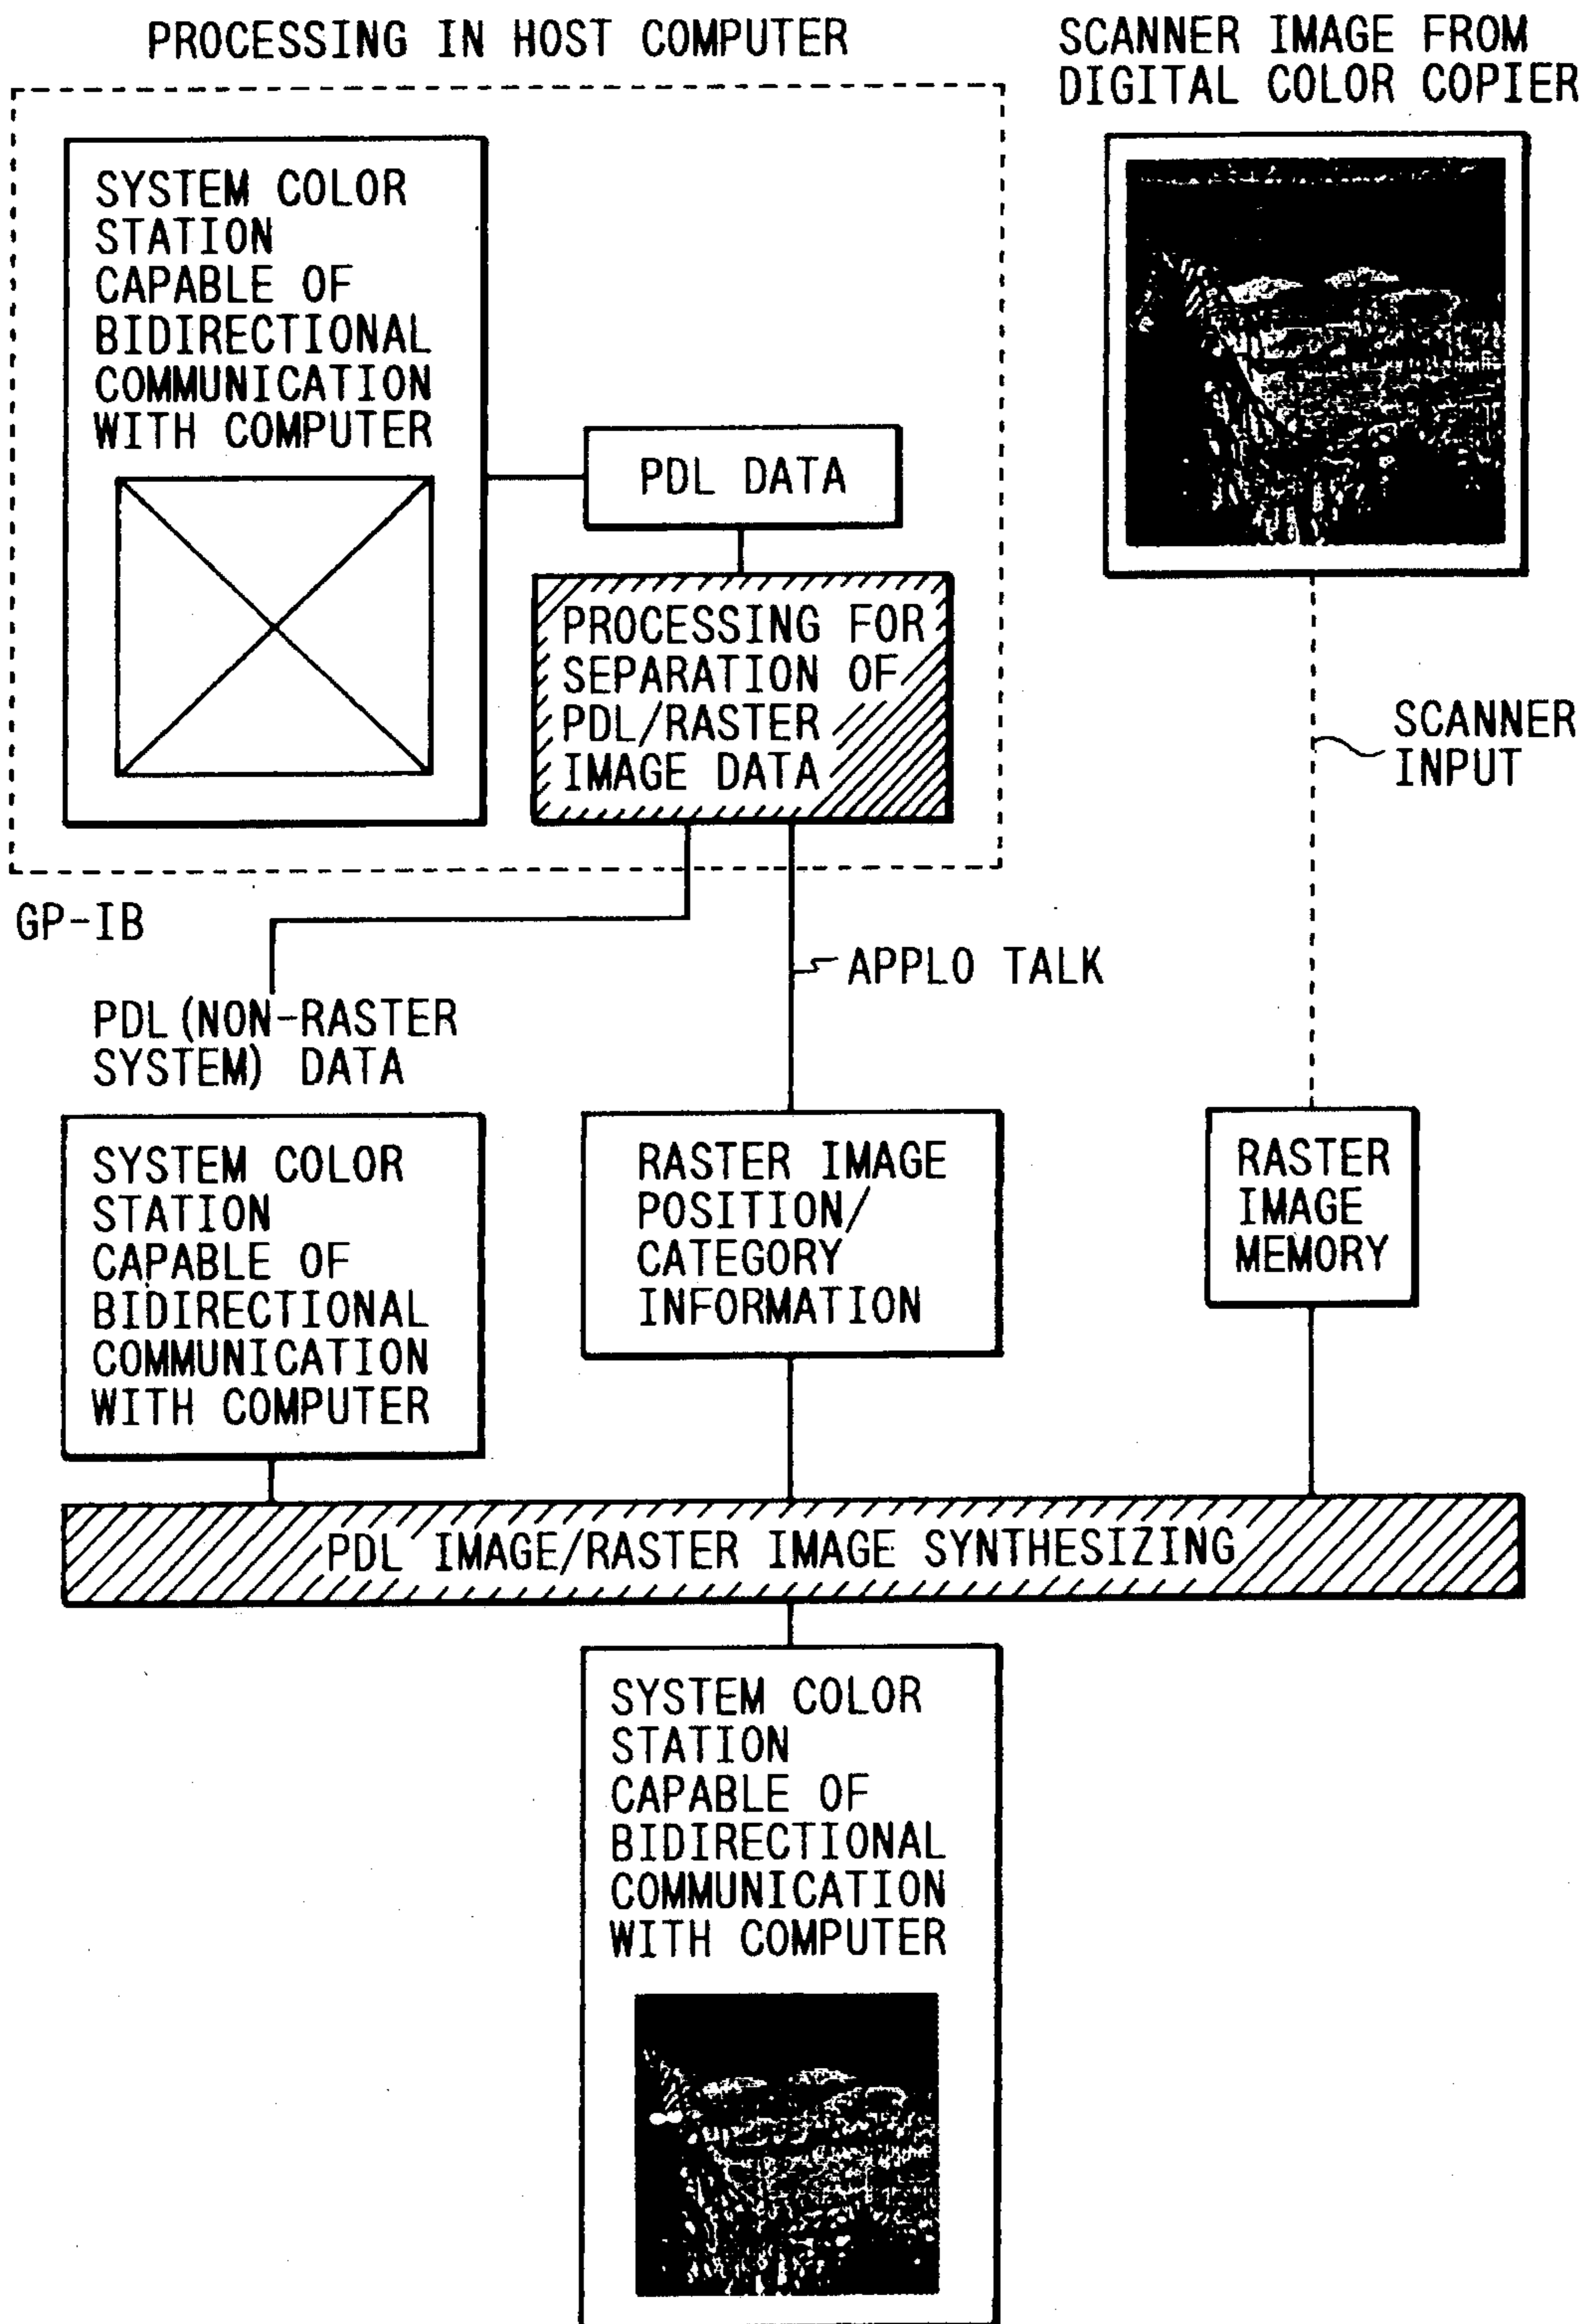 PROCESSING IN HOST COMPUTER
SCANNER IMAGE FROM
DIGITAL COLOR COPIER
SYSTEM COLOR
STATION
CAPABLE OF
BIDIRECTIONAL
COMMUNICATION
WITH COMPUTER
PDL DATA
PROCESSING FOR
SEPARATION OF
PDL/RASTER
IMAGE DATA
SCANNER
INPUT
GP-IB
APPLO TALK
PDL (NON-RASTER
SYSTEM) DATA
SYSTEM COLOR
STATION
CAPABLE OF
BIDIRECTIONAL
COMMUNICATION
WITH COMPUTER
RASTER IMAGE
POSITION/
CATEGORY
INFORMATION
RASTER
IMAGE
MEMORY
PDL IMAGE/RASTER IMAGE SYNTHESIZING
SYSTEM COLOR
STATION
CAPABLE OF
BIDIRECTIONAL
COMMUNICATION
WITH COMPUTER